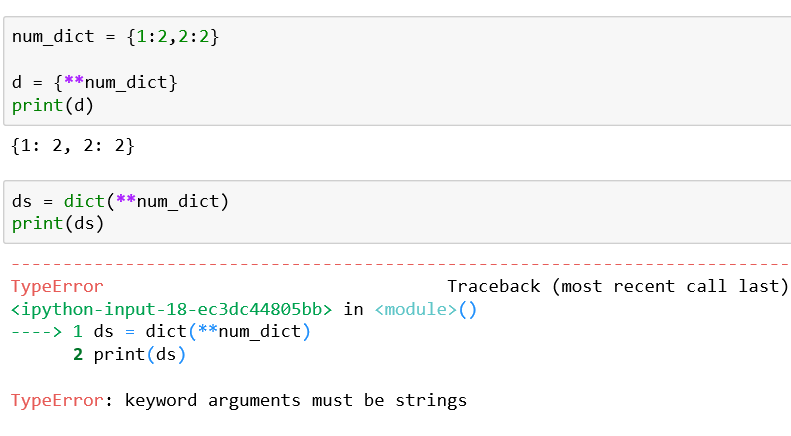 num_dict = {1:2,2:2}
d = {**num_dict}
print(d)
{1: 2, 2: 2}
ds = dict(**num_dict)
print(ds)
---------------------------------------------------------------------------
TypeError                                 Traceback (most recent call last)
<ipython-input-18-ec3dc44805bb> in <module>()
----> 1 ds = dict(**num_dict)
      2 print(ds)
TypeError: keyword arguments must be strings